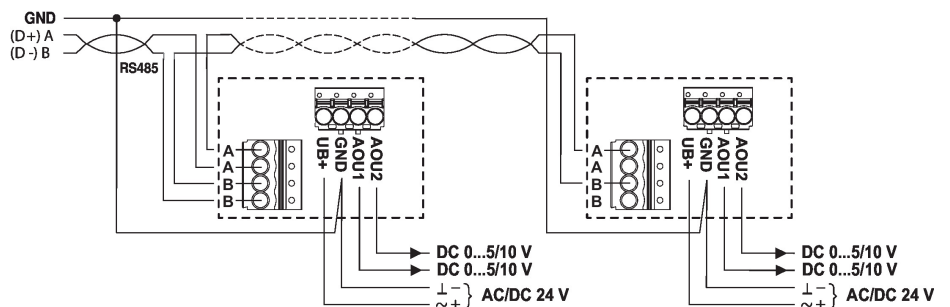 GND
(D+) A
(D-) B
RS485
A
A
B
B
UB+
GND
AOU1
AOU2
DC 0...5/10 V
DC 0...5/10 V
⊥ −
~ +
} AC/DC 24 V
A
A
B
B
UB+
GND
AOU1
AOU2
DC 0...5/10 V
DC 0...5/10 V
⊥ −
~ +
} AC/DC 24 V